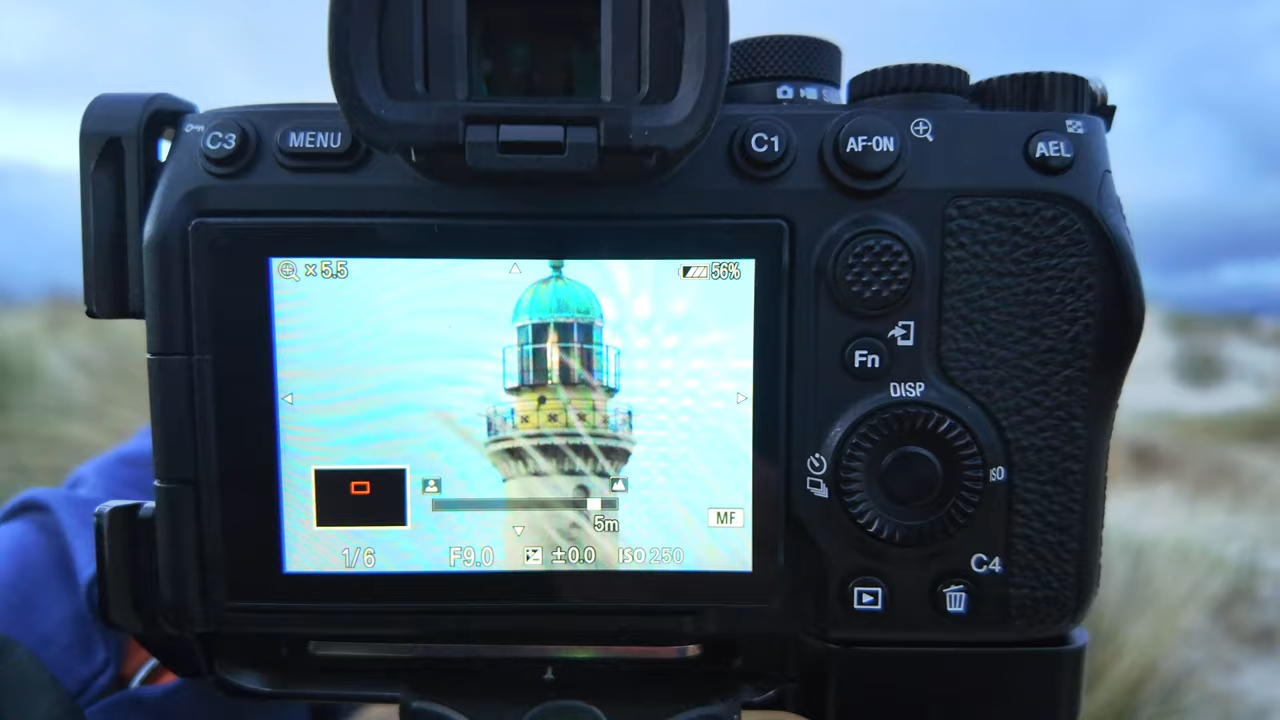 C3
MENU
C1
AF-ON
AEL
× 5.5
56%
Fn
DISP
ISO
5m
MF
1/6
F9.0
±0.0
ISO 250
C4